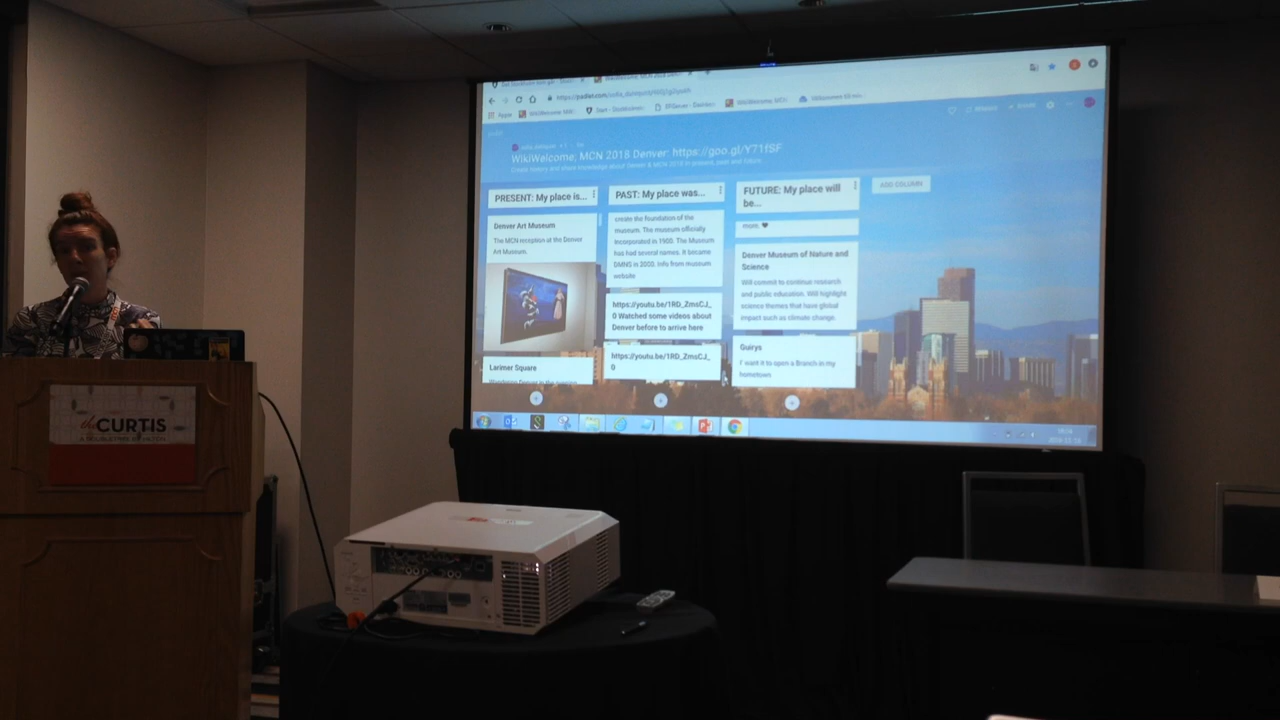 WikiWelcome; MCN 2018 Denver: https://goo.gl/Y71fSF
PRESENT: My place is...
Denver Art Museum
The MCN reception at the Denver
Art Museum.
Larimer Square
PAST: My place was...
create the foundation of the
museum. The museum officially
incorporated in 1900. The Museum
has had several names. It became
DMNS in 2000. Info from museum
website
https://youtu.be/1RD_ZmsCJ_
0 Watched some videos about
Denver before to arrive here
https://youtu.be/1RD_ZmsCJ_
0
FUTURE: My place will
be...
more. ♥
Denver Museum of Nature and
Science
Will commit to continue research
and public education. Will highlight
science themes that have global
impact such as climate change.
Guirys
I want it to open a Branch in my
hometown
ADD COLUMN
the CURTIS
A DOUBLETREE BY HILTON